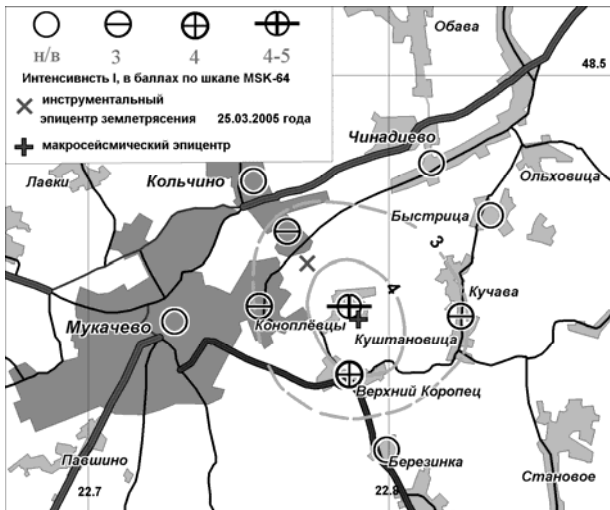 н/в 3 4 4-5
Интенсивнсть I, в баллах по шкале MSK-64
инструментальный
эпицентр землетрясения 25.03.2005 года
макросейсмический эпицентр
Обава
48.5
Чинадиево
Лавки
Кольчино
Ольховица
Быстрица
3
4
Кучава
Мукачево
Коноплёвцы
Куштановица
Верхний Коропец
Павшино
Березинка
Становое
22.7
22.8